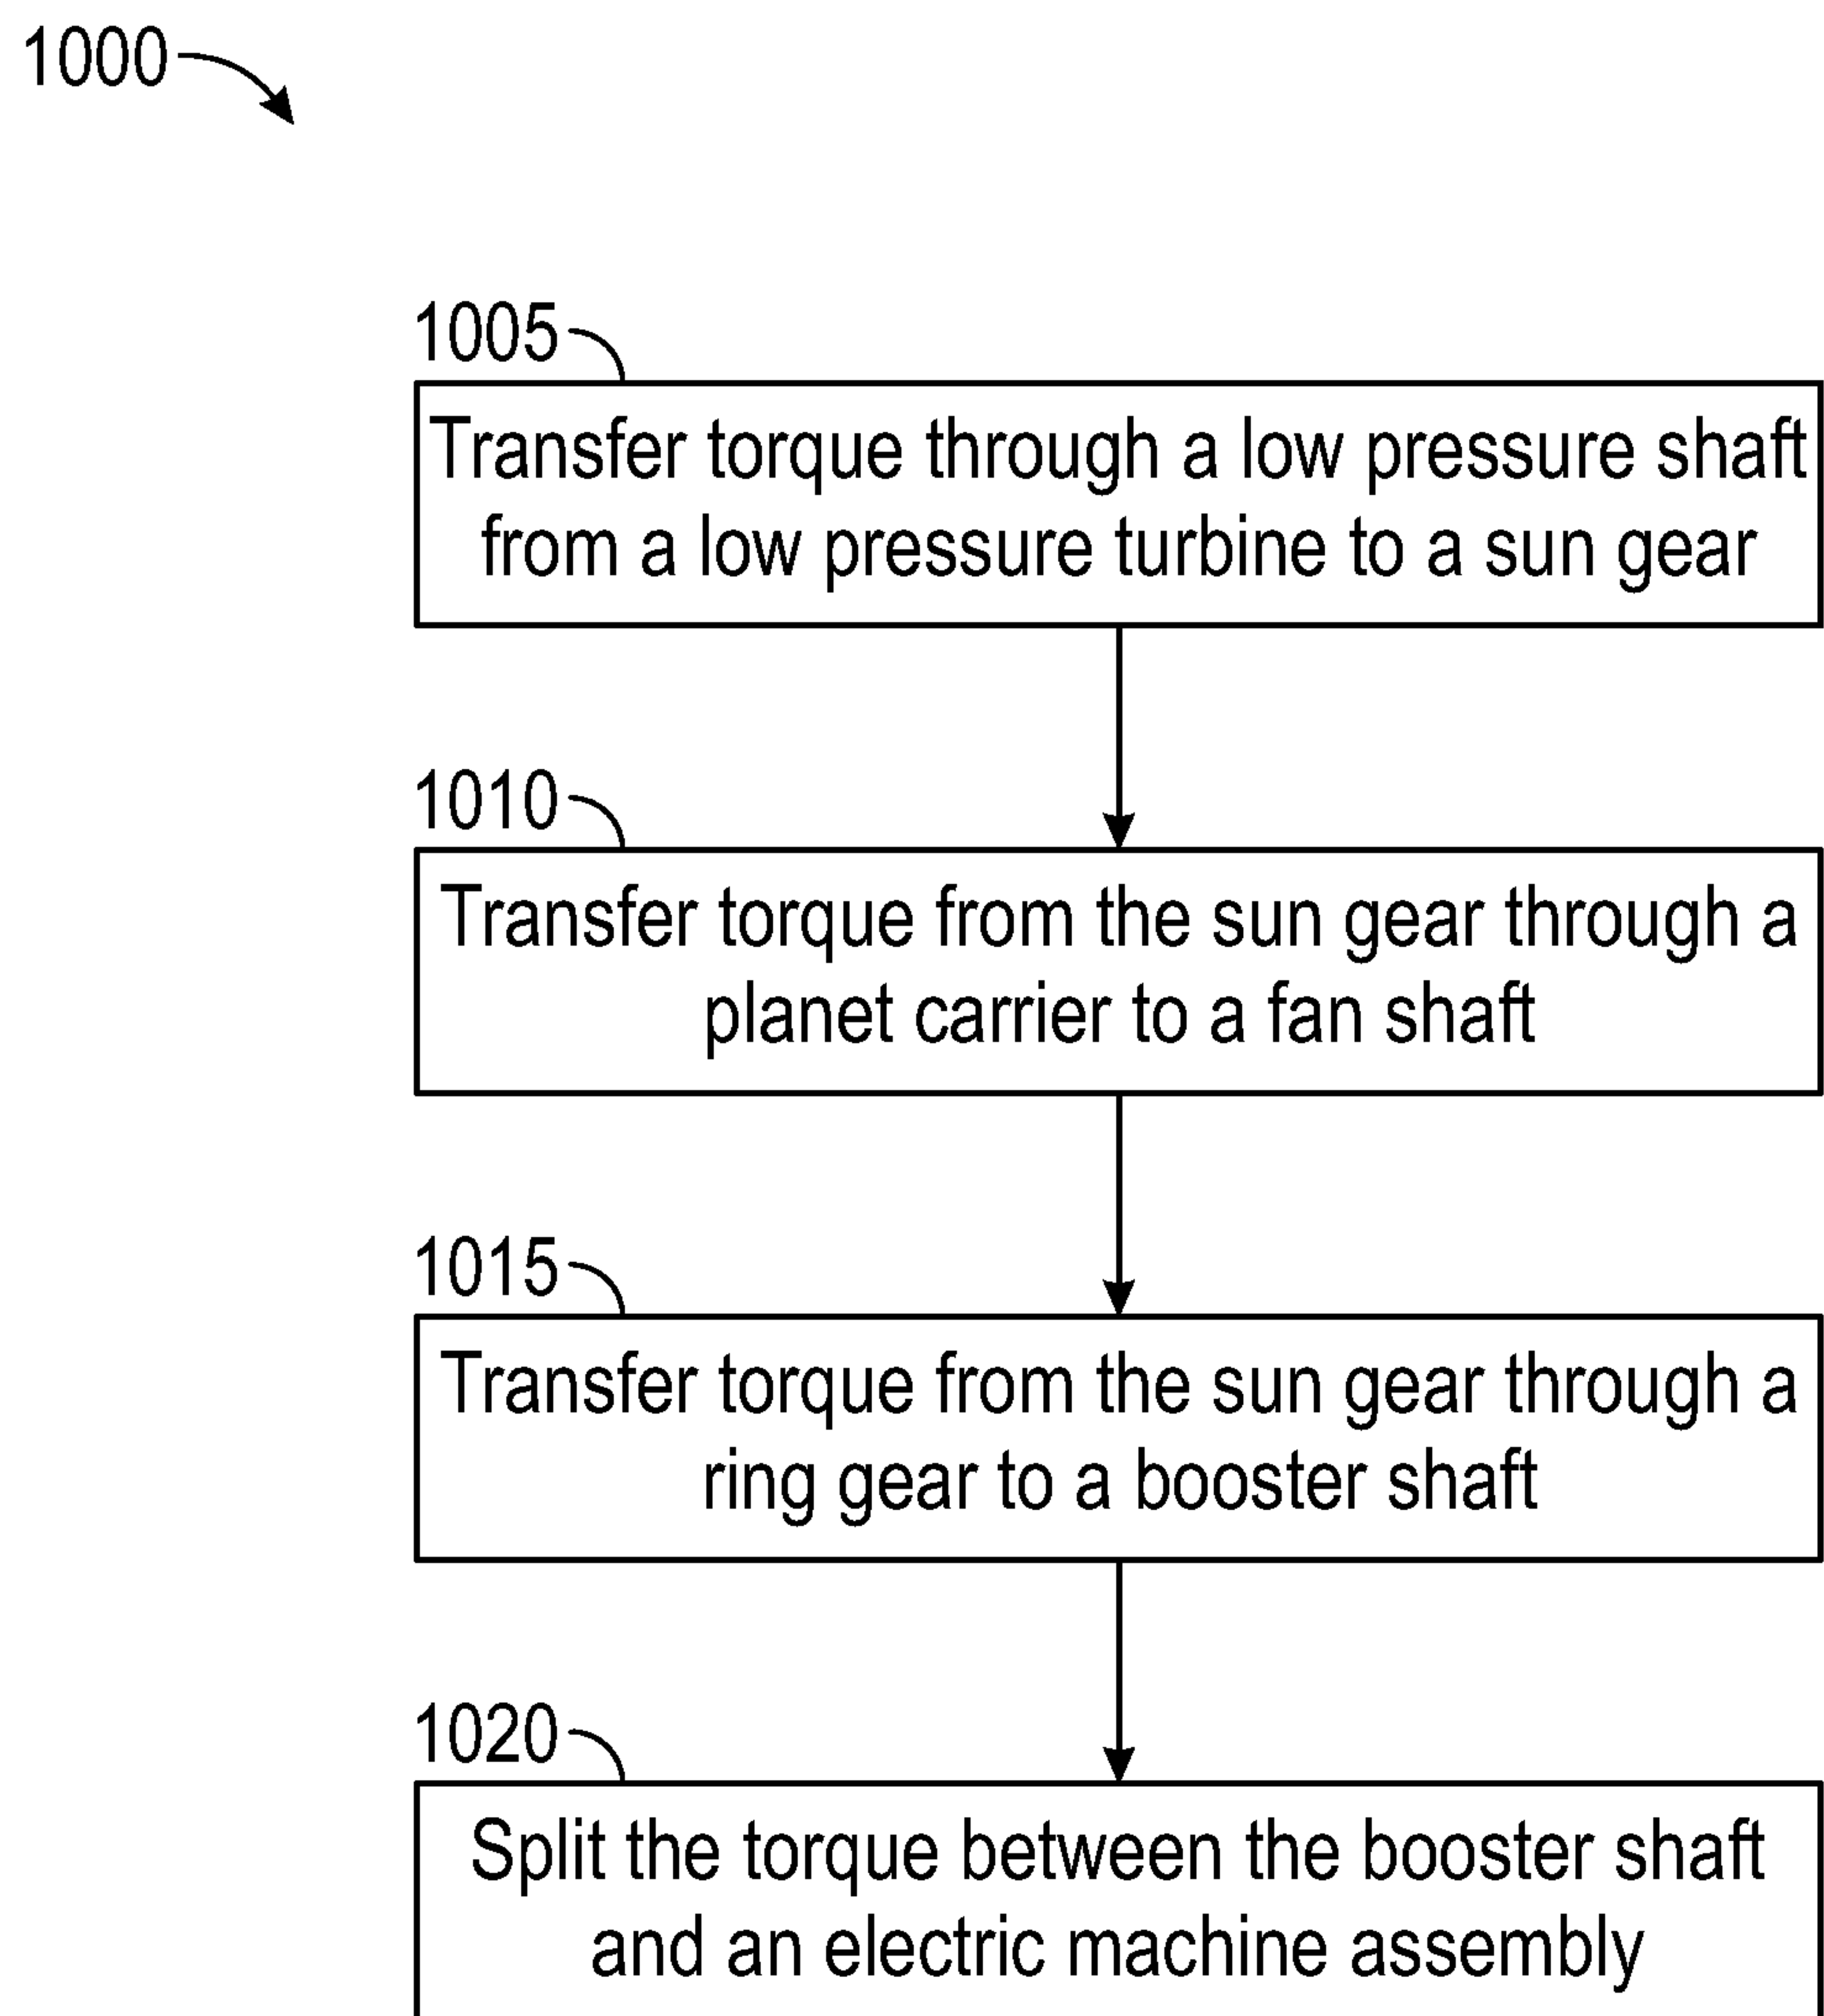 1000
1005
Transfer torque through a low pressure shaft
from a low pressure turbine to a sun gear
1010
Transfer torque from the sun gear through a
planet carrier to a fan shaft
1015
Transfer torque from the sun gear through a
ring gear to a booster shaft
1020
Split the torque between the booster shaft
and an electric machine assembly